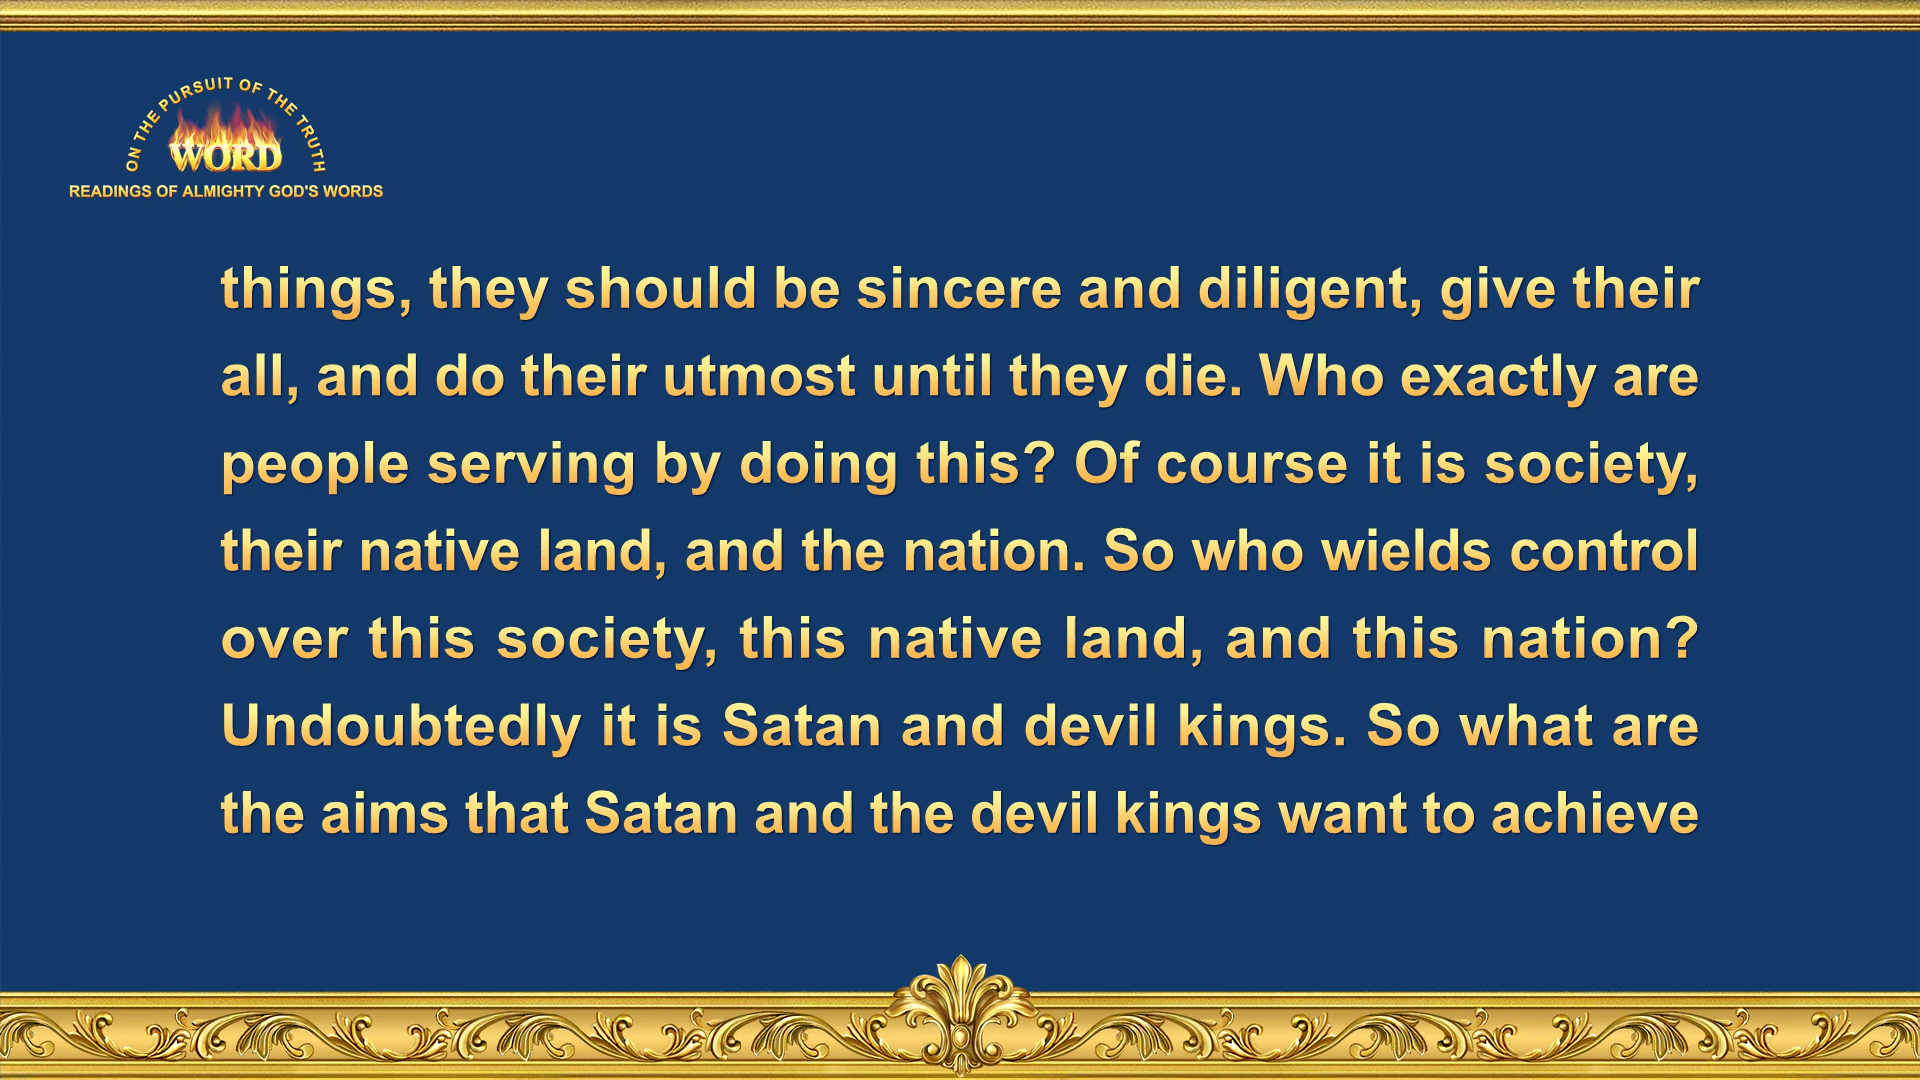 ON THE PURSUIT OF THE TRUTH
WORD
READINGS OF ALMIGHTY GOD'S WORDS
things, they should be sincere and diligent, give their
all, and do their utmost until they die. Who exactly are
people serving by doing this? Of course it is society,
their native land, and the nation. So who wields control
over this society, this native land, and this nation?
Undoubtedly it is Satan and devil kings. So what are
the aims that Satan and the devil kings want to achieve